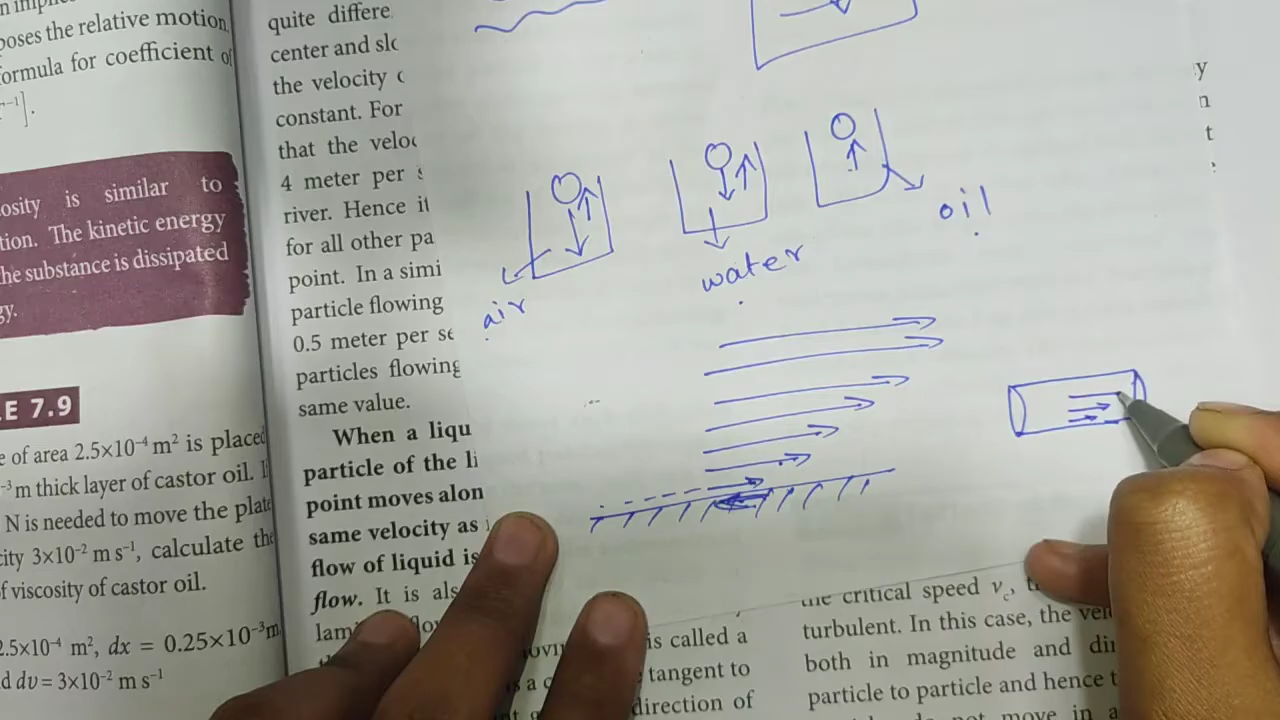 poses the relative motion
formula for coefficient of
osity is similar to
tion. The kinetic energy
the substance is dissipated
gy.
E 7.9
e of area 2.5×10⁻⁴ m² is placed
⁻³m thick layer of castor oil.
N is needed to move the plate
city 3×10⁻² m s⁻¹, calculate the
of viscosity of castor oil.
2.5×10⁻⁴ m², dx = 0.25×10⁻³m
d dv = 3×10⁻² m s⁻¹
quite differe
center and slo
the velocity
constant. For
that the veloc
4 meter per
river. Hence it
for all other pa
point. In a simi
particle flowing
0.5 meter per se
particles flowing
same value.
When a liqu
particle of the li
point moves alon
same velocity as
flow of liquid is
flow. It is als
air
water
oil
is called a
tangent to
direction of
the critical speed v꜀,
turbulent. In this case, the
both in magnitude and
particle to particle and hence
move in a